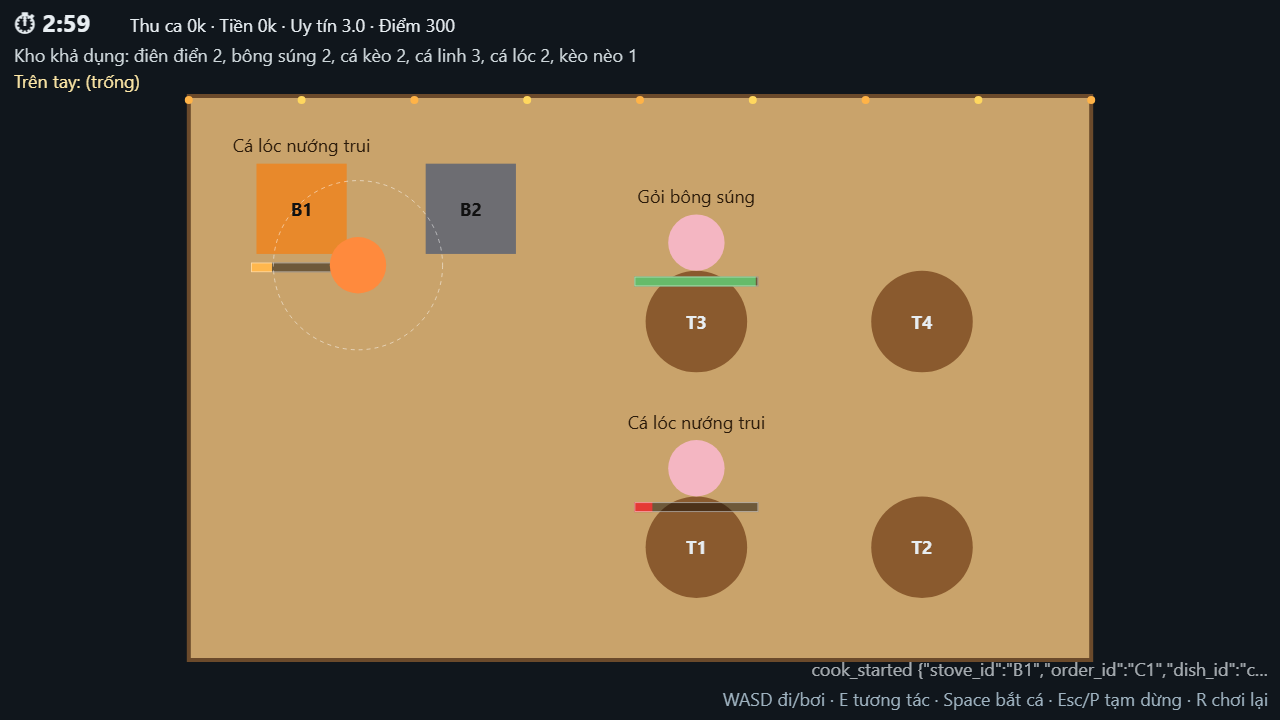 ⏱ 2:59 Thu ca 0k · Tiền 0k · Uy tín 3.0 · Điểm 300
Kho khả dụng: điên điển 2, bông súng 2, cá kèo 2, cá linh 3, cá lóc 2, kèo nèo 1
Trên tay: (trống)
Cá lóc nướng trui
B1
B2
Gỏi bông súng
T3
T4
Cá lóc nướng trui
T1
T2
cook_started {"stove_id":"B1","order_id":"C1","dish_id":"c...
WASD đi/bơi · E tương tác · Space bắt cá · Esc/P tạm dừng · R chơi lại